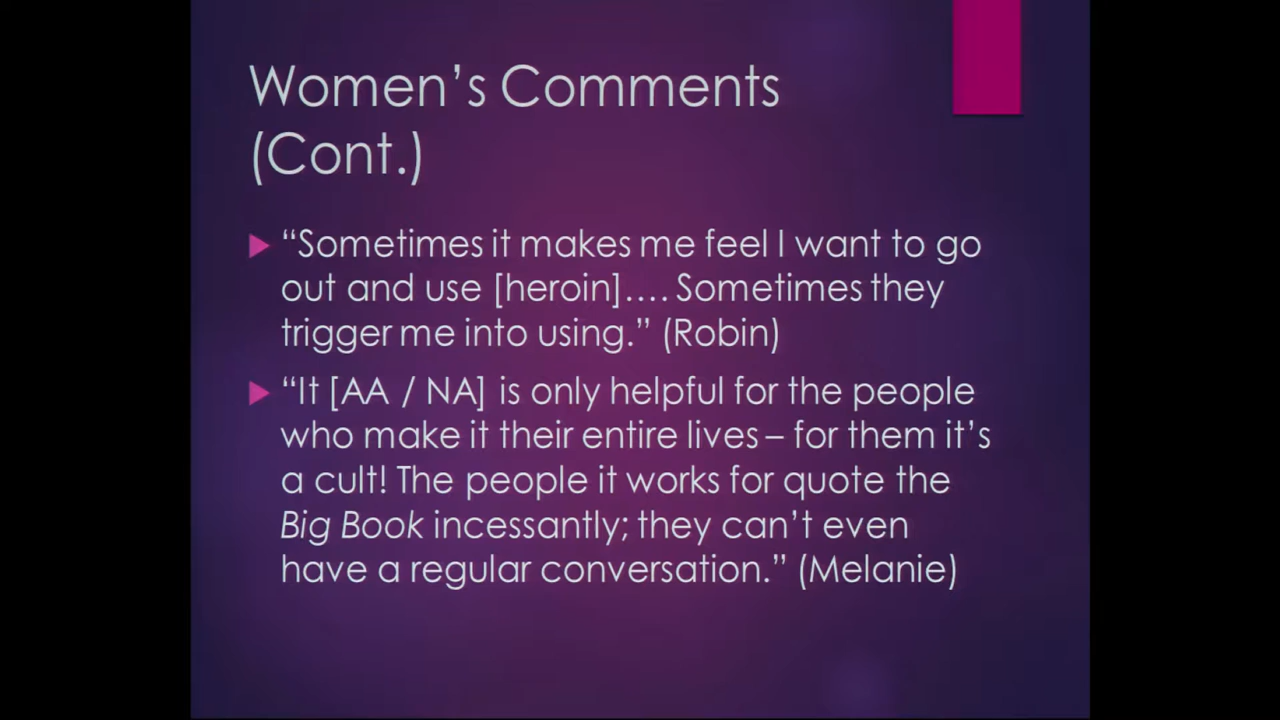 Women’s Comments
(Cont.)
“Sometimes it makes me feel I want to go
out and use [heroin]…. Sometimes they
trigger me into using.” (Robin)
“It [AA / NA] is only helpful for the people
who make it their entire lives – for them it’s
a cult! The people it works for quote the
Big Book incessantly; they can’t even
have a regular conversation.” (Melanie)